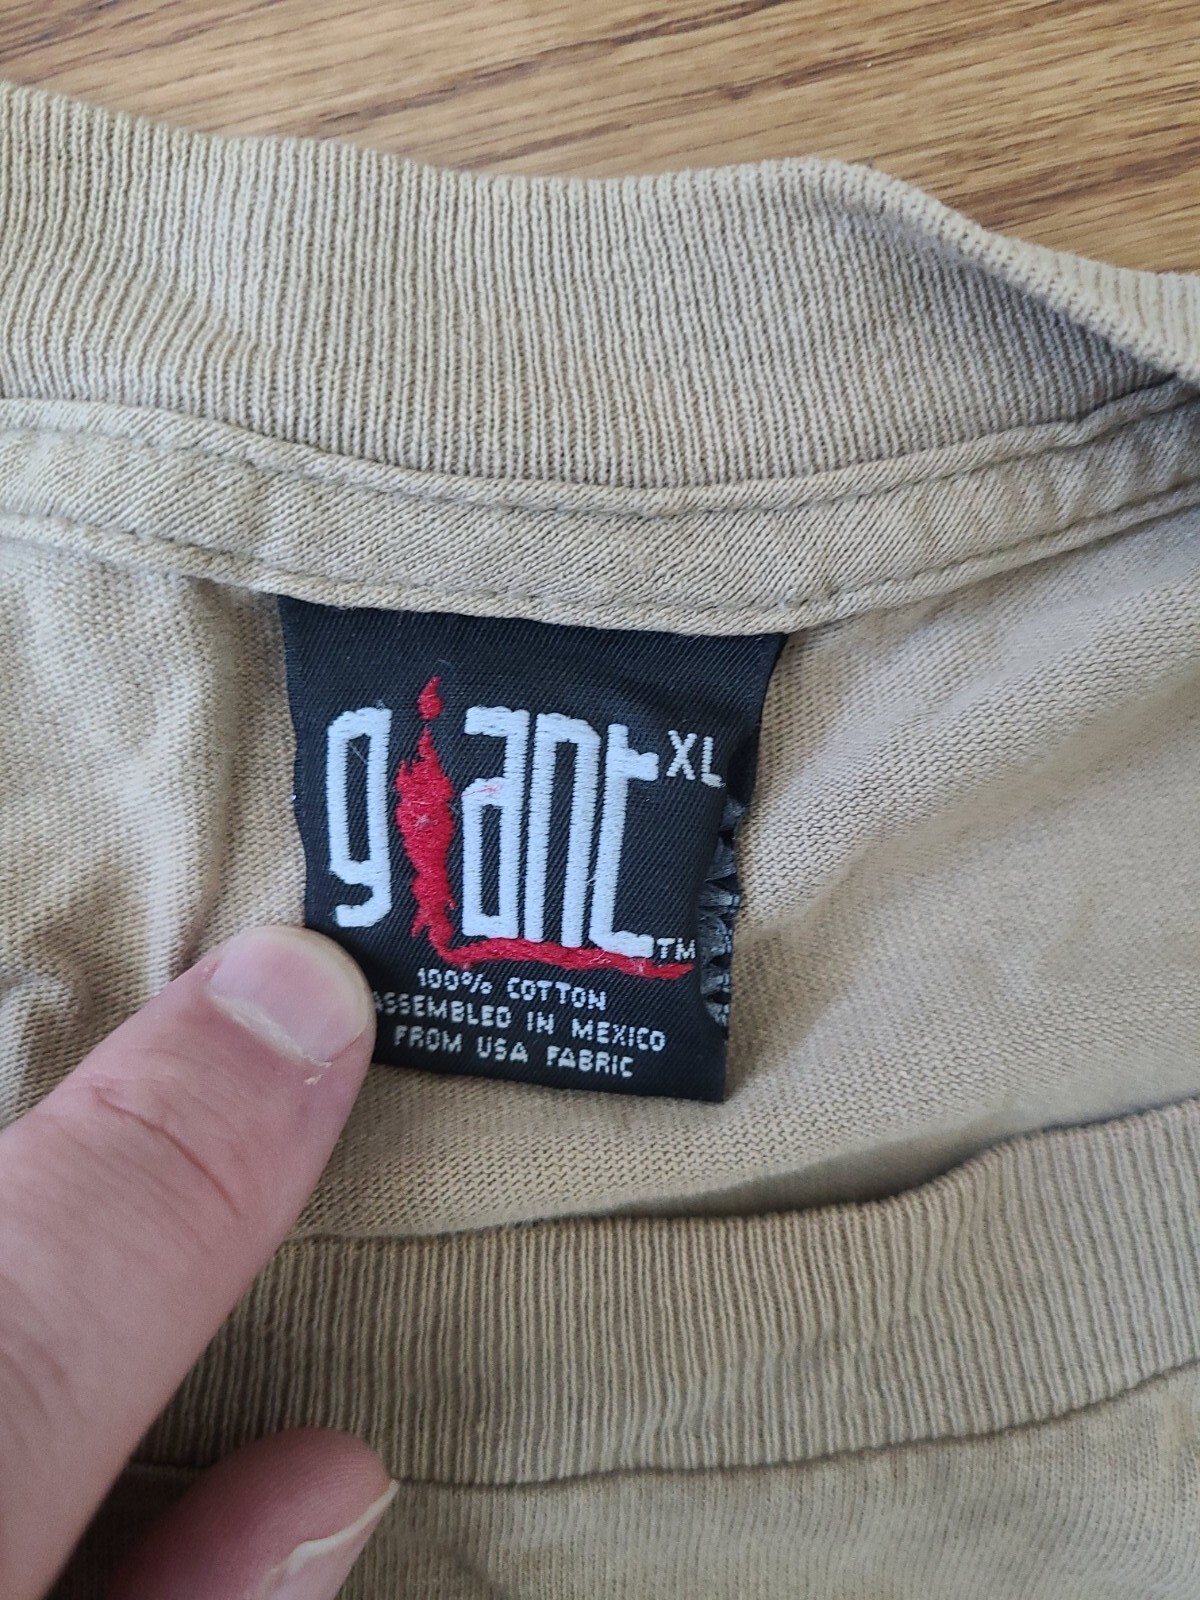 giant XL
TM
100% COTTON
ASSEMBLED IN MEXICO
FROM USA FABRIC